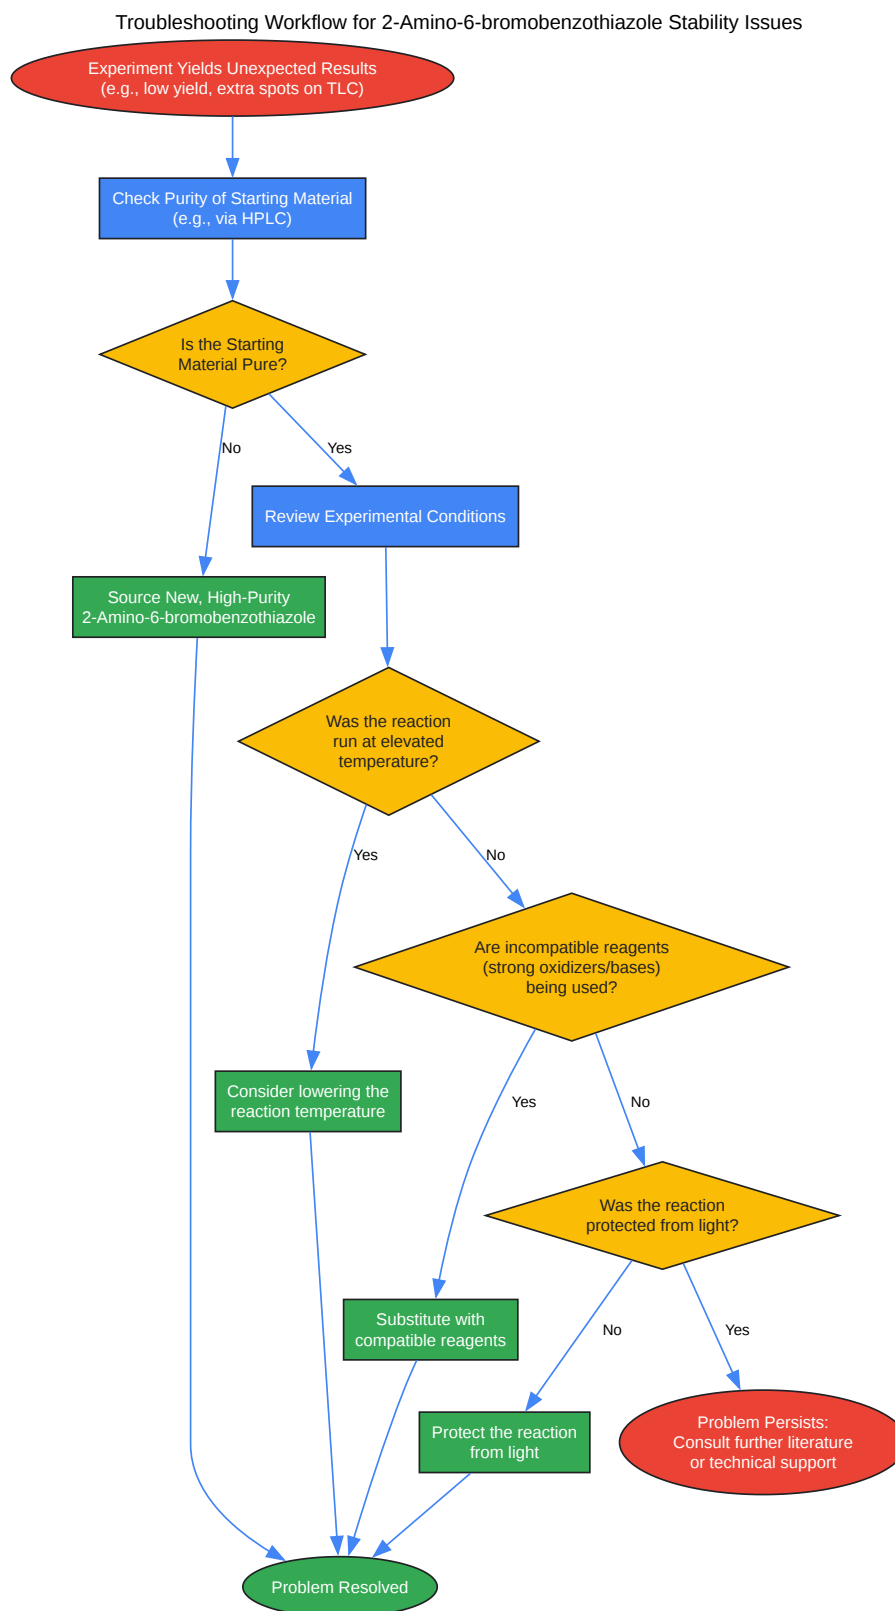 Troubleshooting Workflow for 2-Amino-6-bromobenzothiazole Stability Issues
Experiment Yields Unexpected Results
(e.g., low yield, extra spots on TLC)
Check Purity of Starting Material
(e.g., via HPLC)
Is the Starting
Material Pure?
No
Yes
Review Experimental Conditions
Source New, High-Purity
2-Amino-6-bromobenzothiazole
Was the reaction
run at elevated
temperature?
Yes
No
Are incompatible reagents
(strong oxidizers/bases)
being used?
Consider lowering the
reaction temperature
Yes
No
Was the reaction
protected from light?
Substitute with
compatible reagents
No
Yes
Protect the reaction
from light
Problem Persists:
Consult further literature
or technical support
Problem Resolved